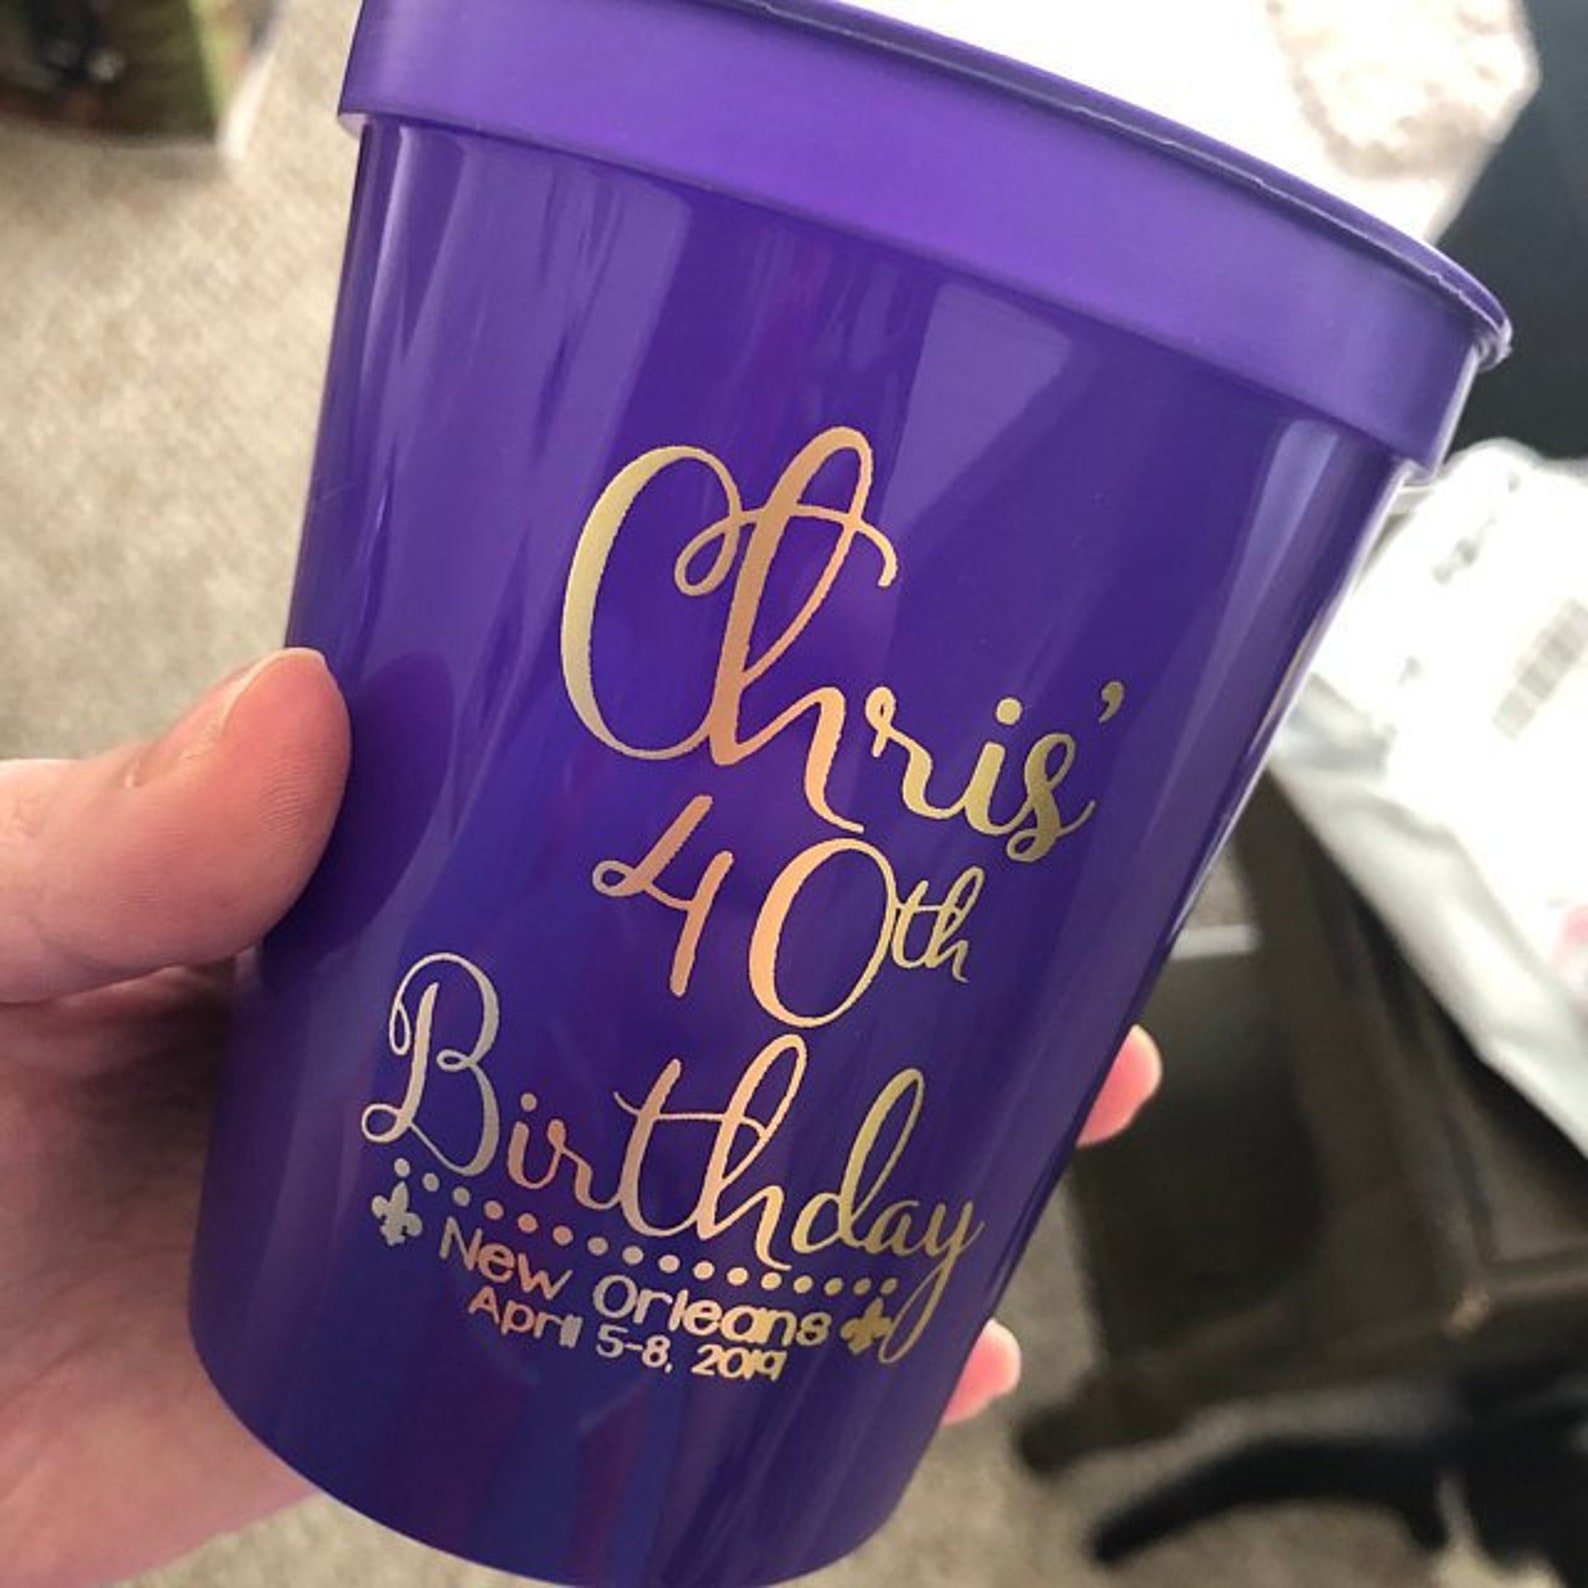 Chris'
40th
Birthday
New Orleans
April 5-8, 2019